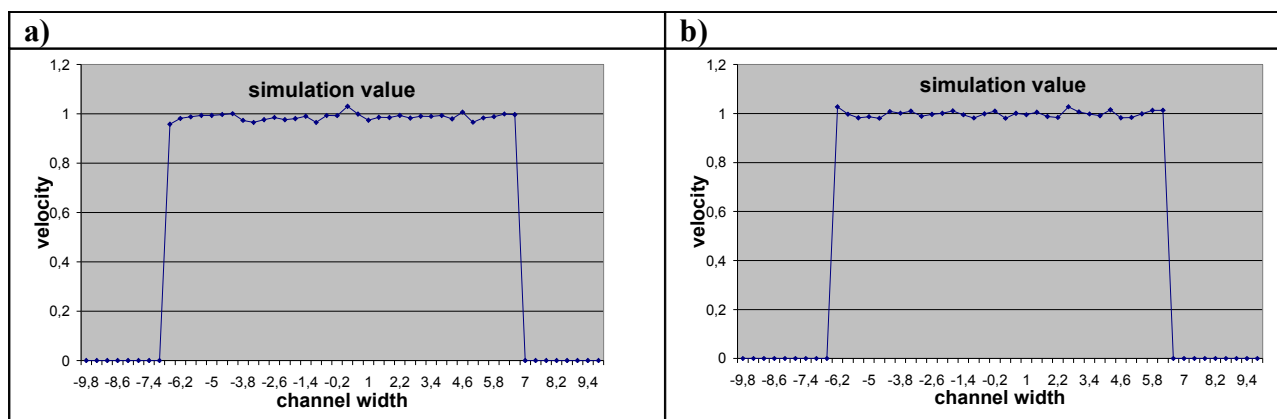 a)
b)
simulation value
1,2
1
0,8
0,6
0,4
0,2
0
velocity
-9,8 -8,6 -7,4 -6,2 -5 -3,8 -2,6 -1,4 -0,2 1 2,2 3,4 4,6 5,8 7 8,2 9,4
channel width
simulation value
1,2
1
0,8
0,6
0,4
0,2
0
velocity
-9,8 -8,6 -7,4 -6,2 -5 -3,8 -2,6 -1,4 -0,2 1 2,2 3,4 4,6 5,8 7 8,2 9,4
channel width